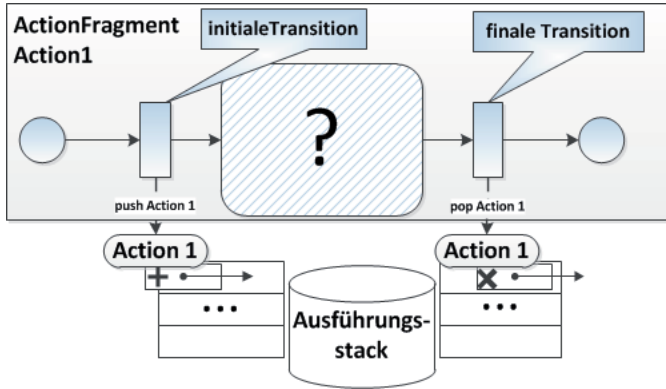 ActionFragment
Action1
initialeTransition
finale Transition
?
push Action 1
pop Action 1
Action 1
Action 1
...
...
Ausführungs-
stack